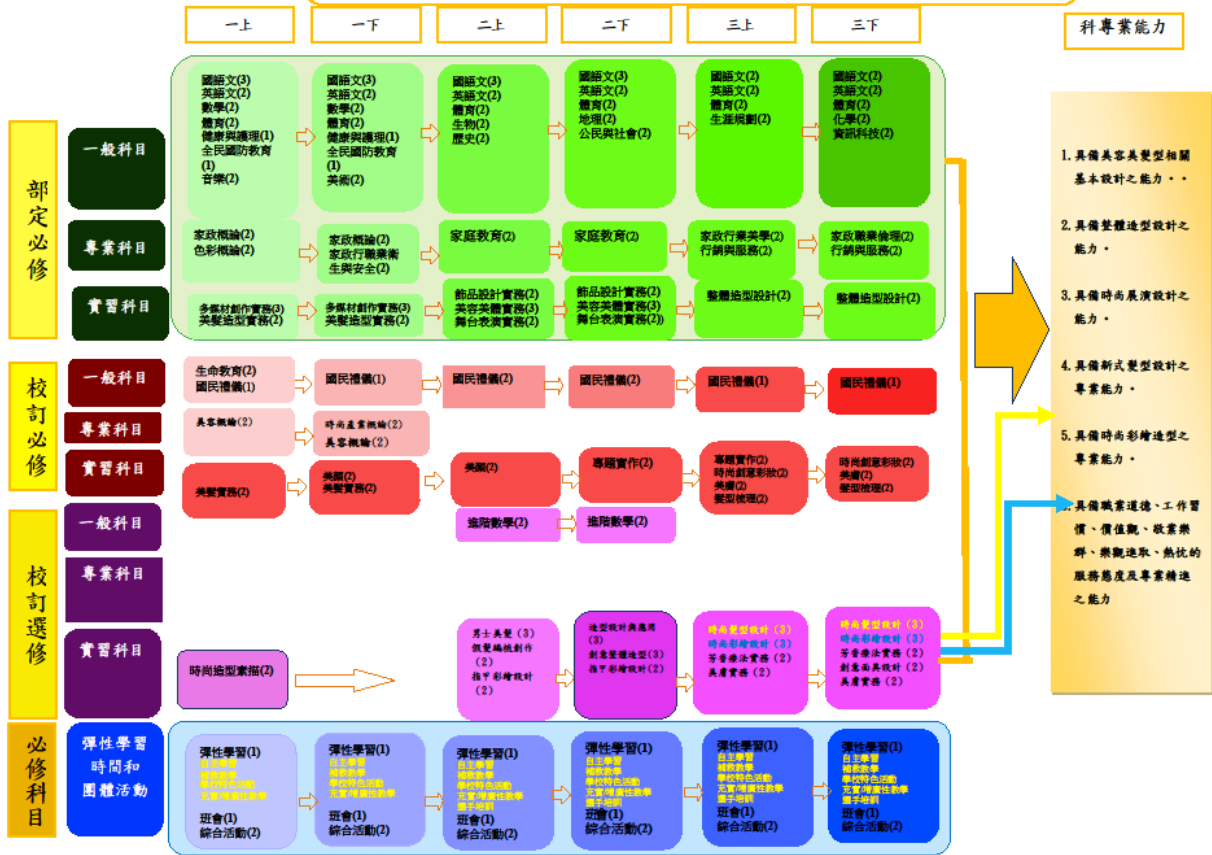 一上
一下
二上
二下
三上
三下
科專業能力
部定必修
一般科目
國語文(3)
英語文(2)
數學(2)
體育(2)
健康與護理(1)
全民國防教育
(1)
音樂(2)
國語文(3)
英語文(2)
數學(2)
體育(2)
健康與護理(1)
全民國防教育
(1)
美術(2)
國語文(3)
英語文(2)
體育(2)
生物(2)
歷史(2)
國語文(3)
英語文(2)
體育(2)
地理(2)
公民與社會(2)
國語文(2)
英語文(2)
體育(2)
生涯規劃(2)
國語文(2)
英語文(2)
體育(2)
化學(2)
資訊科技(2)
專業科目
家政概論(2)
色彩概論(2)
家政概論(2)
家政行職業衛
生與安全(2)
家庭教育(2)
家庭教育(2)
家政行業美學(2)
行銷與服務(2)
家政職業倫理(2)
行銷與服務(2)
實習科目
多媒材創作實務(3)
美髮造型實務(2)
多媒材創作實務(3)
美髮造型實務(2)
飾品設計實務(2)
美容美體實務(3)
舞台表演實務(2)
飾品設計實務(2)
美容美體實務(3)
舞台表演實務(2))
整體造型設計(2)
整體造型設計(2)
校訂必修
一般科目
生命教育(2)
國民禮儀(1)
國民禮儀(1)
國民禮儀(2)
國民禮儀(2)
國民禮儀(1)
國民禮儀(1)
專業科目
美容概論(2)
時尚產業概論(2)
美容概論(2)
實習科目
美髮實務(2)
美顏(2)
美髮實務(2)
美顏(2)
專題實作(2)
專題實作(2)
時尚創意彩妝(2)
美膚(2)
髮型梳理(2)
時尚創意彩妝(2)
美膚(2)
髮型梳理(2)
校訂選修
一般科目
進階數學(2)
進階數學(2)
專業科目
實習科目
時尚造型素描(2)
男士美髮(3)
假髮編梳創作
(2)
指甲彩繪設計
(2)
造型設計與應用
(3)
創意整體造型(3)
指甲彩繪設計(2)
時尚髮型設計(3)
時尚彩繪設計(3)
芳香療法實務(2)
美膚實務(2)
時尚髮型設計(3)
時尚彩繪設計(3)
芳香療法實務(2)
創意面具設計(2)
美膚實務(2)
必修科目
彈性學習
時間和
團體活動
彈性學習(1)
自主學習
補救教學
學校特色活動
充實/增廣性教學
班會(1)
綜合活動(2)
彈性學習(1)
自主學習
補救教學
學校特色活動
充實/增廣性教學
班會(1)
綜合活動(2)
彈性學習(1)
自主學習
補救教學
學校特色活動
充實/增廣性教學
選手培訓
班會(1)
綜合活動(2)
彈性學習(1)
自主學習
補救教學
學校特色活動
充實/增廣性教學
選手培訓
班會(1)
綜合活動(2)
彈性學習(1)
自主學習
補救教學
學校特色活動
充實/增廣性教學
選手培訓
班會(1)
綜合活動(2)
彈性學習(1)
自主學習
補救教學
學校特色活動
充實/增廣性教學
選手培訓
班會(1)
綜合活動(2)
1.具備美容美髮型相關
基本設計之能力。。
2.具備整體造型設計之
能力。
3.具備時尚展演設計之
能力。
4.具備新式髮型設計之
專業能力。
5.具備時尚彩繪造型之
專業能力。
具備職業道德、工作習
慣、價值觀、敬業樂
群、樂觀進取、熱忱的
服務態度及專業精進
之能力